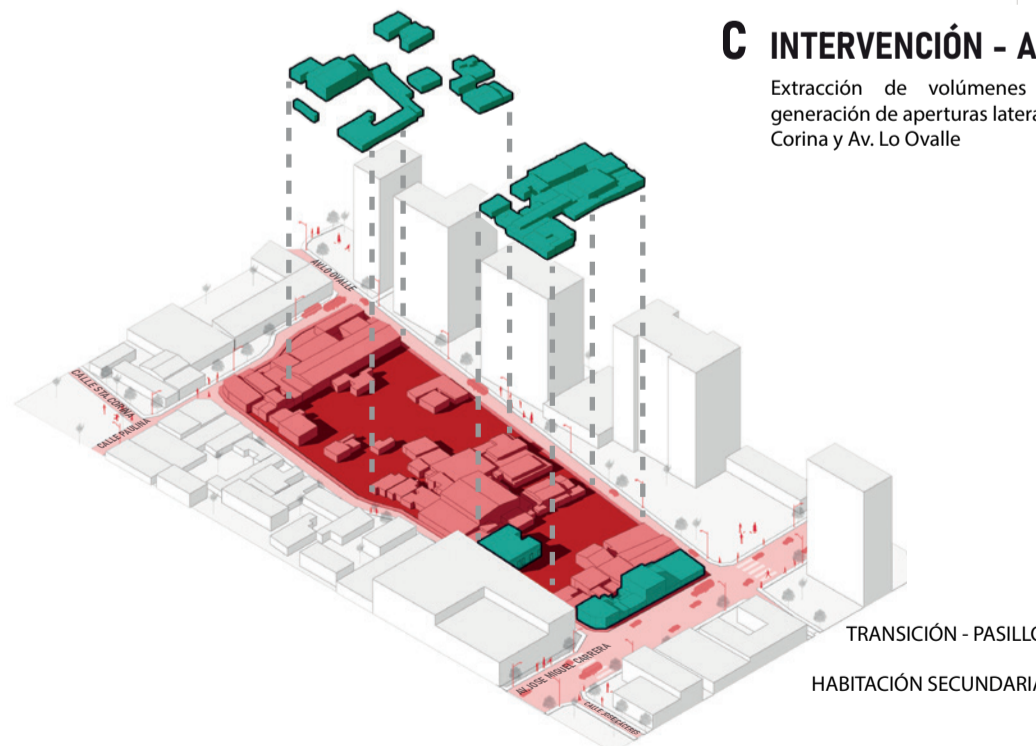 C INTERVENCIÓN - A
Extracción de volúmenes
generación de aperturas latera
Corina y Av. Lo Ovalle
AV. LO OVALLE
CALLE STA. CORINA
CALLE PAULINA
TRANSICIÓN - PASILLO
HABITACIÓN SECUNDARIA
AV. JOSE MIGUEL CARRERA